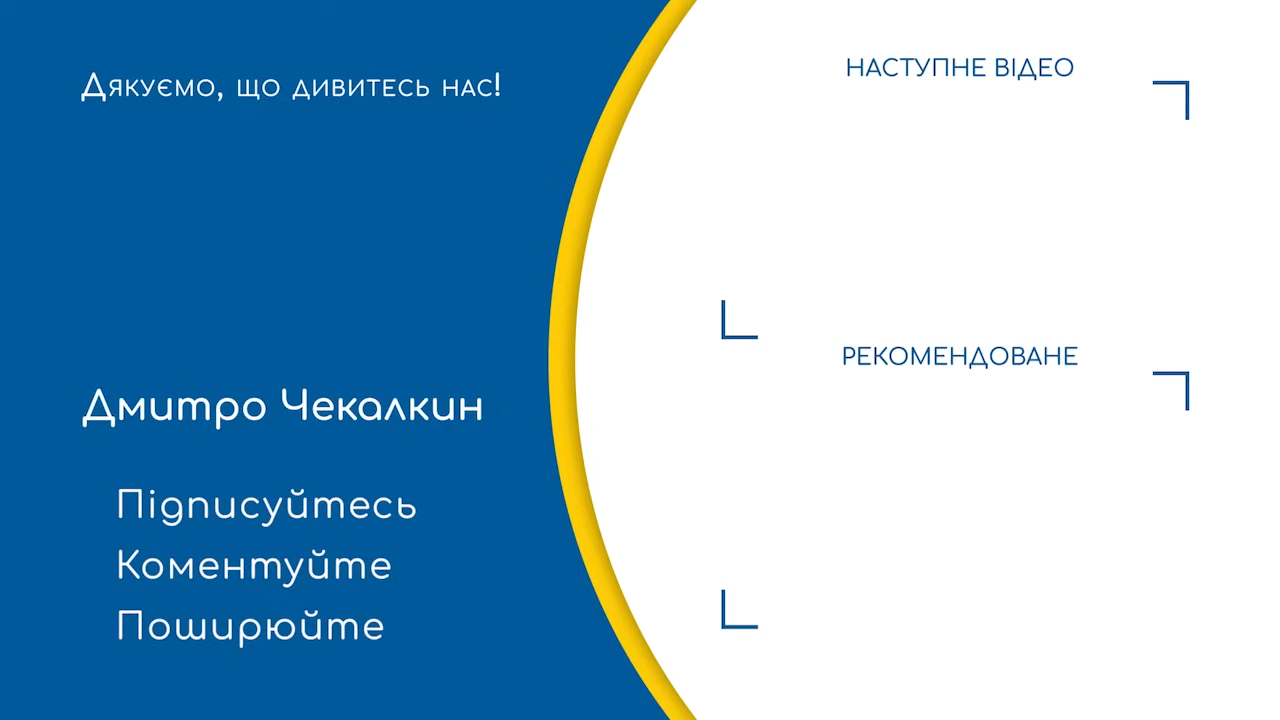 Дякуємо, що дивитесь нас!
Дмитро Чекалкин
Підписуйтесь
Коментуйте
Поширюйте
НАСТУПНЕ ВІДЕО
РЕКОМЕНДОВАНЕ